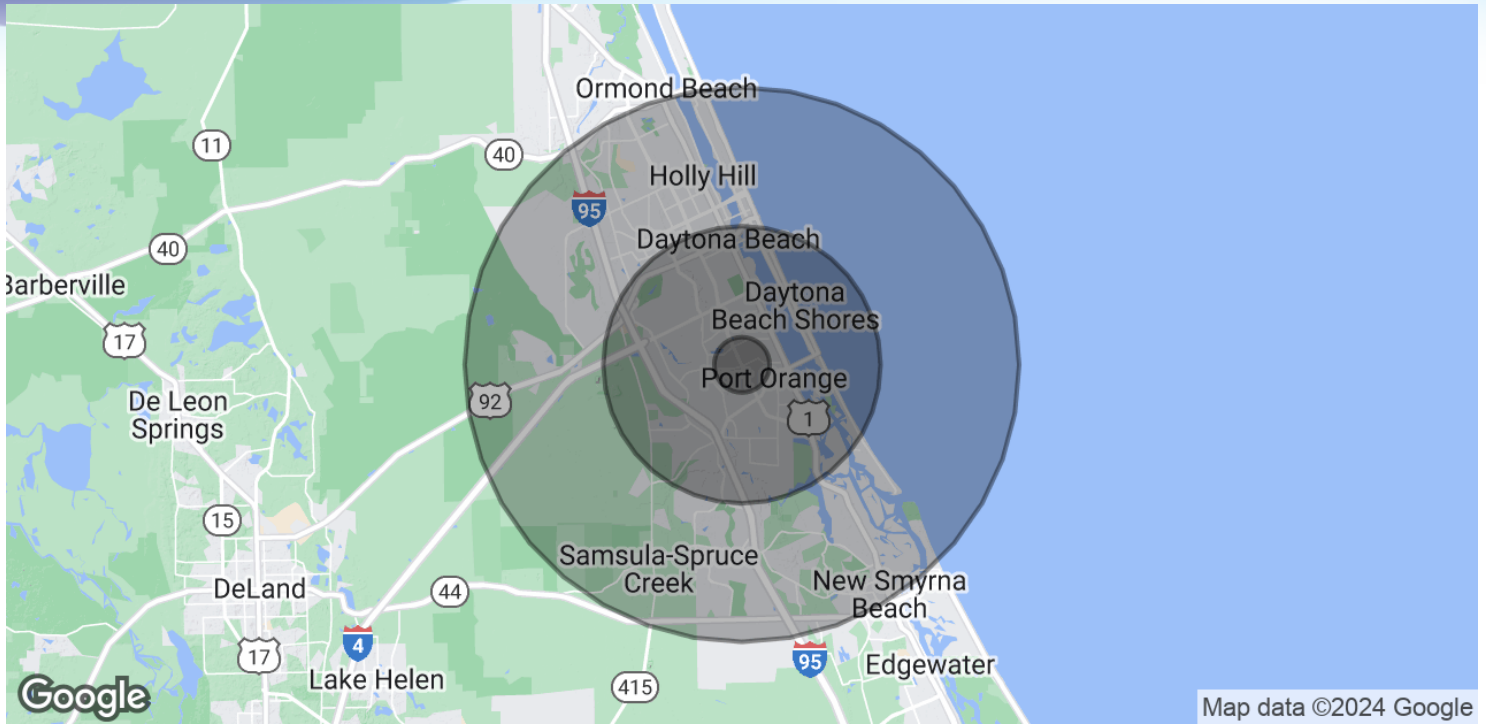 Ormond Beach
11
40
Holly Hill
95
Daytona Beach
40
Barberville
Daytona
Beach Shores
17
Port Orange
De Leon
Springs
92
1
15
Samsula-Spruce
Creek
New Smyrna
Beach
DeLand
44
4
17
95
Edgewater
Lake Helen
415
Google
Map data ©2024 Google